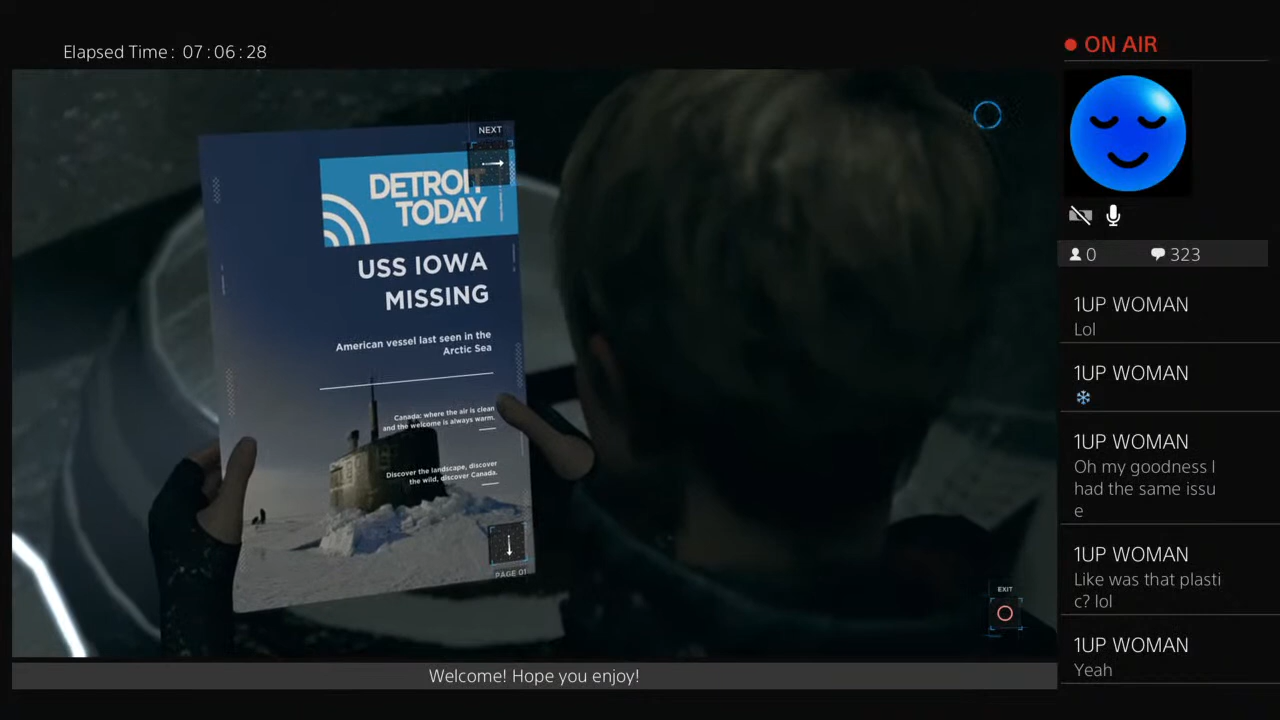 Elapsed Time: 07:06:28
ON AIR
NEXT
DETROIT
TODAY
USS IOWA
MISSING
American vessel last seen in the
Arctic Sea
Canada: where the air is clean
and the welcome is always warm.
Discover the landscape, discover
the wild, discover Canada.
PAGE 01
EXIT
0
323
1UP WOMAN
Lol
1UP WOMAN
❄
1UP WOMAN
Oh my goodness I
had the same issu
e
1UP WOMAN
Like was that plasti
c? lol
1UP WOMAN
Yeah
Welcome! Hope you enjoy!